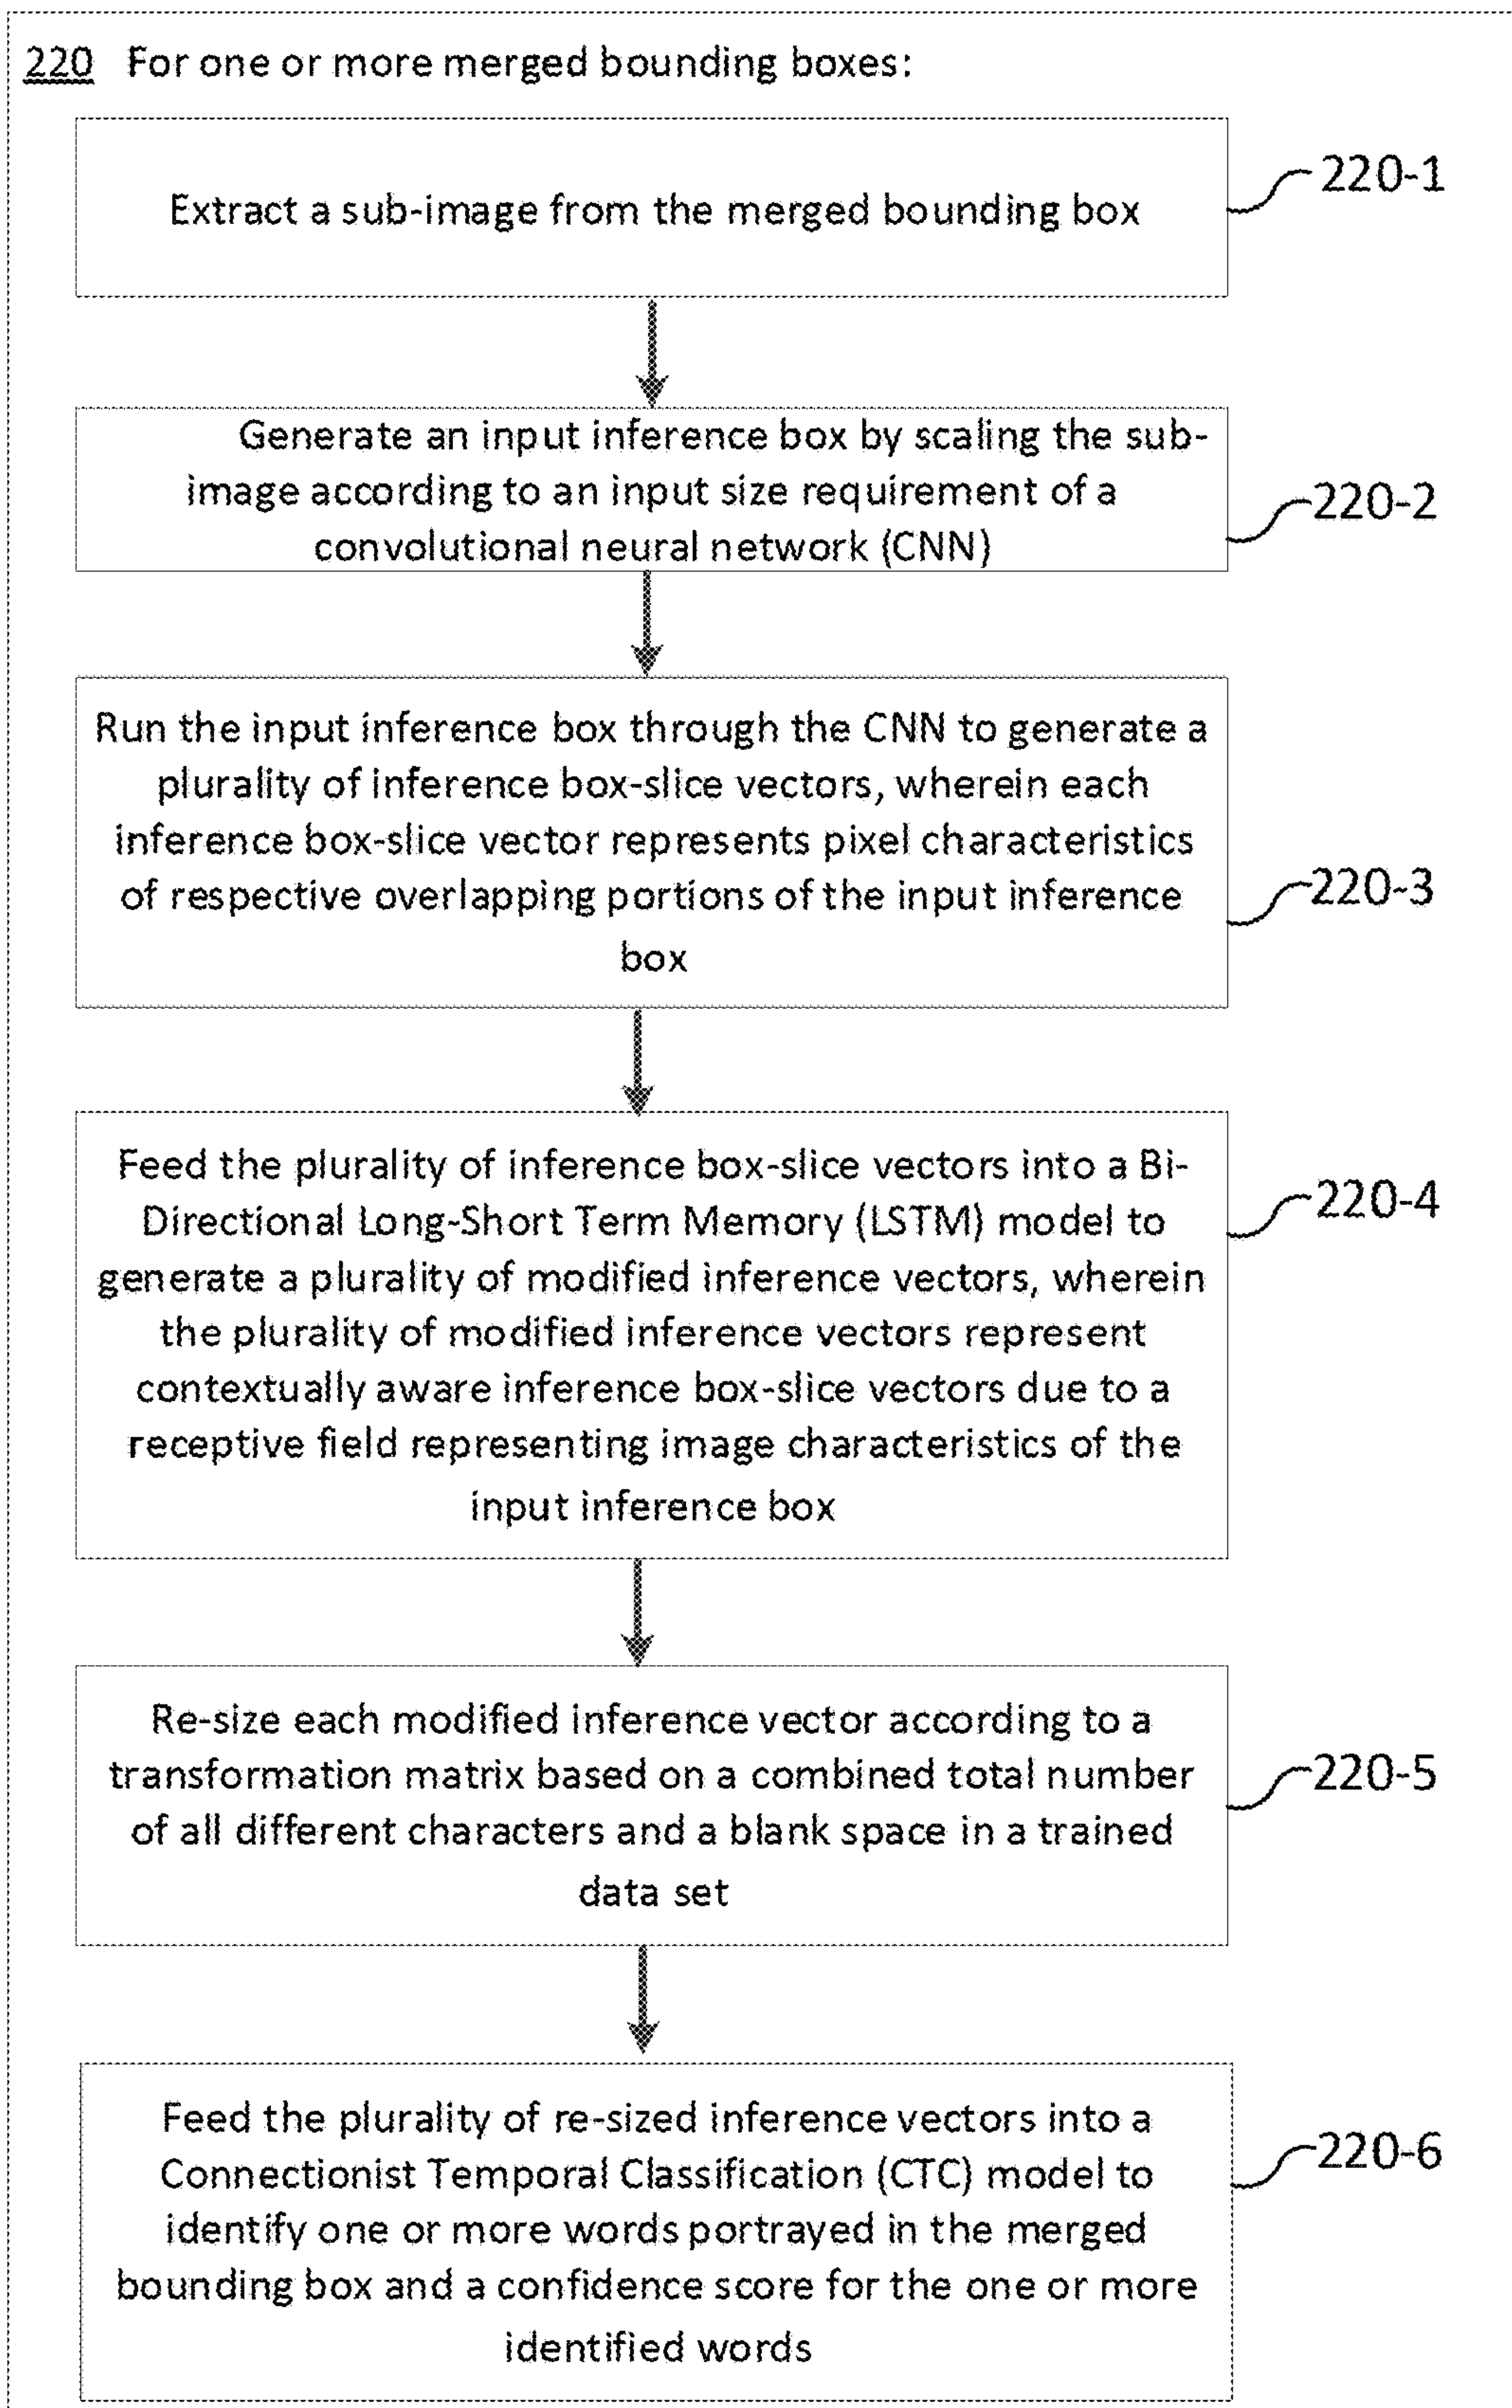 220 For one or more merged bounding boxes:
Extract a sub-image from the merged bounding box
220-1
Generate an input inference box by scaling the sub-
image according to an input size requirement of a
convolutional neural network (CNN)
220-2
Run the input inference box through the CNN to generate a
plurality of inference box-slice vectors, wherein each
inference box-slice vector represents pixel characteristics
of respective overlapping portions of the input inference
box
220-3
Feed the plurality of inference box-slice vectors into a Bi-
Directional Long-Short Term Memory (LSTM) model to
generate a plurality of modified inference vectors, wherein
the plurality of modified inference vectors represent
contextually aware inference box-slice vectors due to a
receptive field representing image characteristics of the
input inference box
220-4
Re-size each modified inference vector according to a
transformation matrix based on a combined total number
of all different characters and a blank space in a trained
data set
220-5
Feed the plurality of re-sized inference vectors into a
Connectionist Temporal Classification (CTC) model to
identify one or more words portrayed in the merged
bounding box and a confidence score for the one or more
identified words
220-6